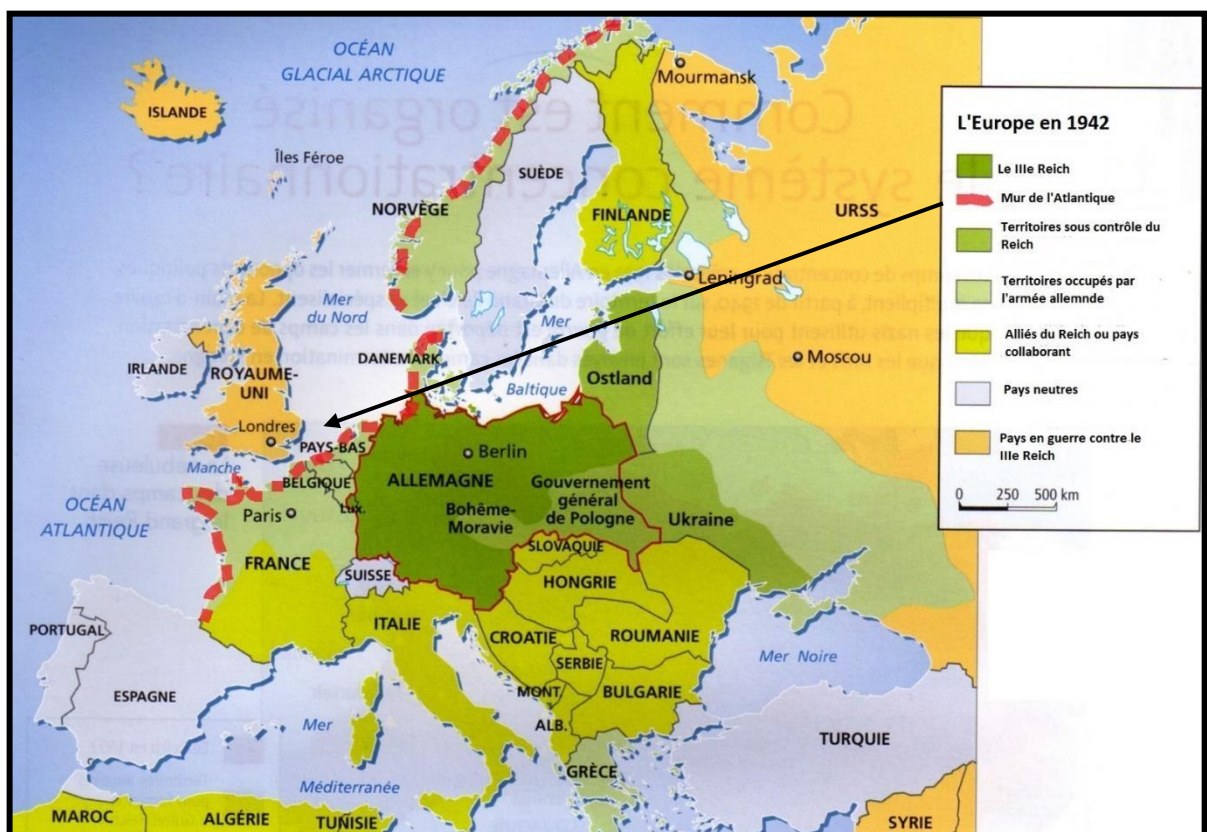 OCÉAN
GLACIAL ARCTIQUE
Mourmansk
ISLANDE
Comment est organisé
système concentrationnaire ?
Îles Féroe
SUÈDE
NORVÈGE
FINLANDE
URSS
Leningrad
Mer
du Nord
Mer
Baltique
DANEMARK
Moscou
IRLANDE
ROYAUME-
UNI
Ostland
Londres
PAYS-BAS
Berlin
Manche
BELGIQUE
ALLEMAGNE
Gouvernement
général
de Pologne
OCÉAN
ATLANTIQUE
Paris
Lux.
Bohême-
Moravie
Ukraine
FRANCE
SLOVAQUIE
SUISSE
HONGRIE
PORTUGAL
ITALIE
CROATIE
ROUMANIE
SERBIE
Mer Noire
ESPAGNE
MONT.
BULGARIE
Mer
Méditerranée
ALB.
TURQUIE
GRÈCE
MAROC
ALGÉRIE
TUNISIE
SYRIE
L'Europe en 1942
Le IIIe Reich
Mur de l'Atlantique
Territoires sous contrôle du
Reich
Territoires occupés par
l'armée allemnde
Alliés du Reich ou pays
collaborant
Pays neutres
Pays en guerre contre le
IIIe Reich
0 250 500 km